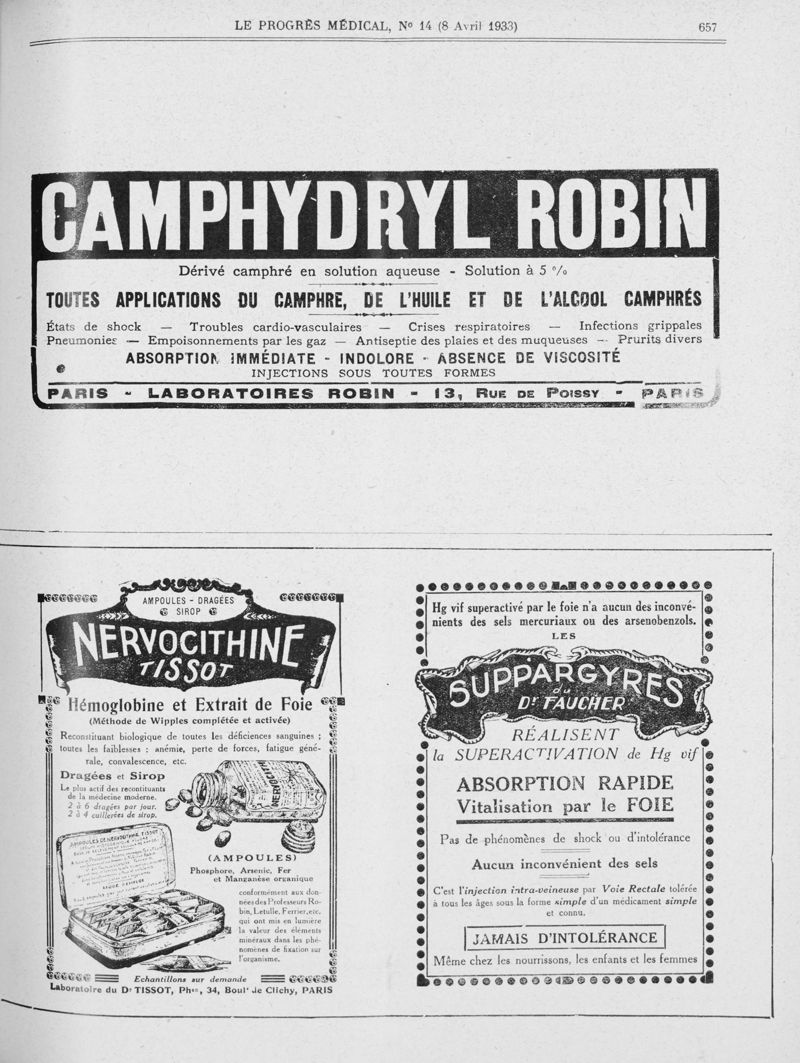 LE PROGRÈS MÉDICAL, No 14 (8 Avril 1933)
657
CAMPHYDRYL ROBIN
Dérivé camphré en solution aqueuse - Solution à 5 %
TOUTES APPLICATIONS DU CAMPHRE, DE L'HUILE ET DE L'ALCOOL CAMPHRÉS
États de shock — Troubles cardio-vasculaires — Crises respiratoires — Infections grippales
Pneumonies — Empoisonnements par les gaz — Antiseptie des plaies et des muqueuses — Prurits divers
ABSORPTION IMMÉDIATE - INDOLORE - ABSENCE DE VISCOSITÉ
INJECTIONS SOUS TOUTES FORMES
PARIS - LABORATOIRES ROBIN - 13, RUE DE POISSY - PARIS
AMPOULES - DRAGÉES
SIROP
NERVOCITHINE
TISSOT
Hémoglobine et Extrait de Foie
(Méthode de Wipples complétée et activée)
Reconstituant biologique de toutes les déficiences sanguines ;
toutes les faiblesses : anémie, perte de forces, fatigue géné-
rale, convalescence, etc.
Dragées et Sirop
Le plus actif des recontituants
de la médecine moderne.
2 à 6 dragées par jour.
2 à 4 cuillerées de sirop.
NERVOC
AMPOULES DE NERVOCITHINE TISSOT
(AMPOULES)
Phosphore, Arsenic, Fer
et Manganèse organique
conformément aux don-
nées des Professeurs Ro-
bin, Letulle, Ferrier, etc.
qui ont mis en lumière
la valeur des éléments
minéraux dans les phé-
nomènes de fixation sur
l'organisme.
Echantillons sur demande
Laboratoire du Dr TISSOT, Phen, 34, Boult de Clichy, PARIS
Hg vif superactivé par le foie n'a aucun des inconvé-
nients des sels mercuriaux ou des arsenobenzols.
LES
SUPPARGYRES
du
Dr FAUCHER
RÉALISENT
la SUPERACTIVATION de Hg vif
ABSORPTION RAPIDE
Vitalisation par le FOIE
Pas de phénomènes de shock ou d'intolérance
Aucun inconvénient des sels
C'est l'injection intra-veineuse par Voie Rectale tolérée
à tous les âges sous la forme simple d'un médicament simple
et connu.
JAMAIS D'INTOLÉRANCE
Même chez les nourrissons, les enfants et les femmes